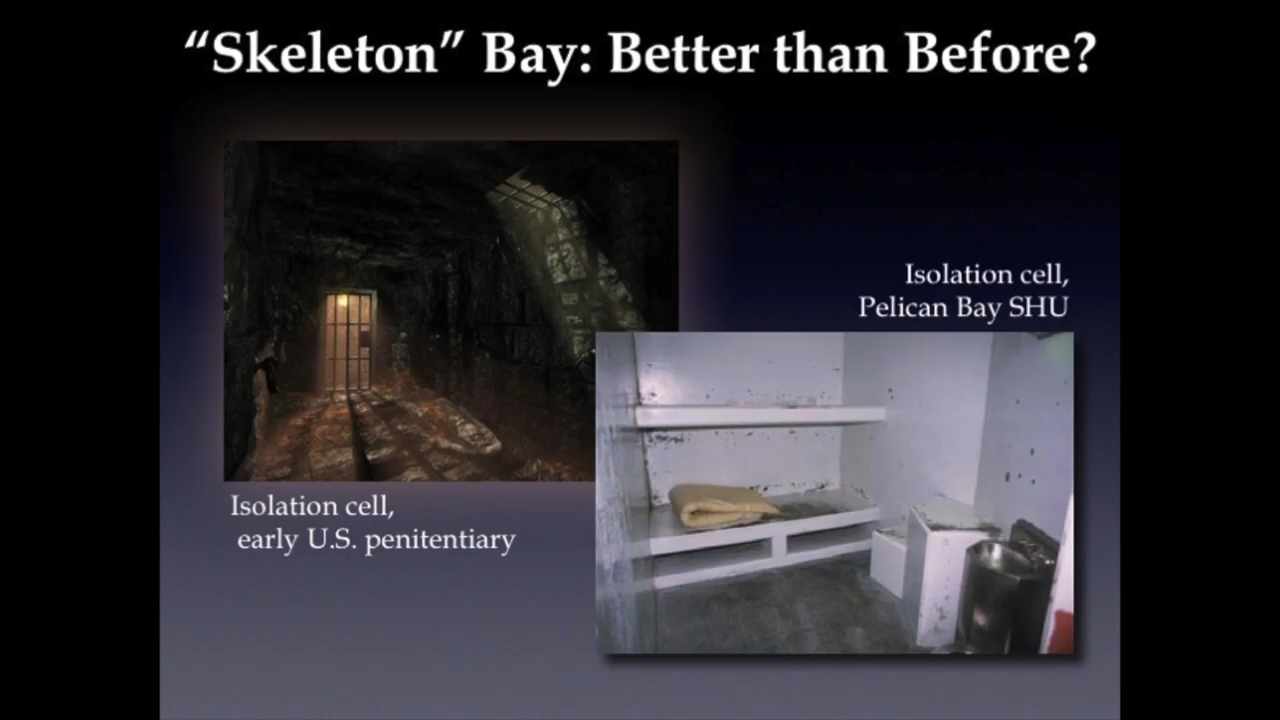 “Skeleton” Bay: Better than Before?
Isolation cell,
Pelican Bay SHU
Isolation cell,
early U.S. penitentiary